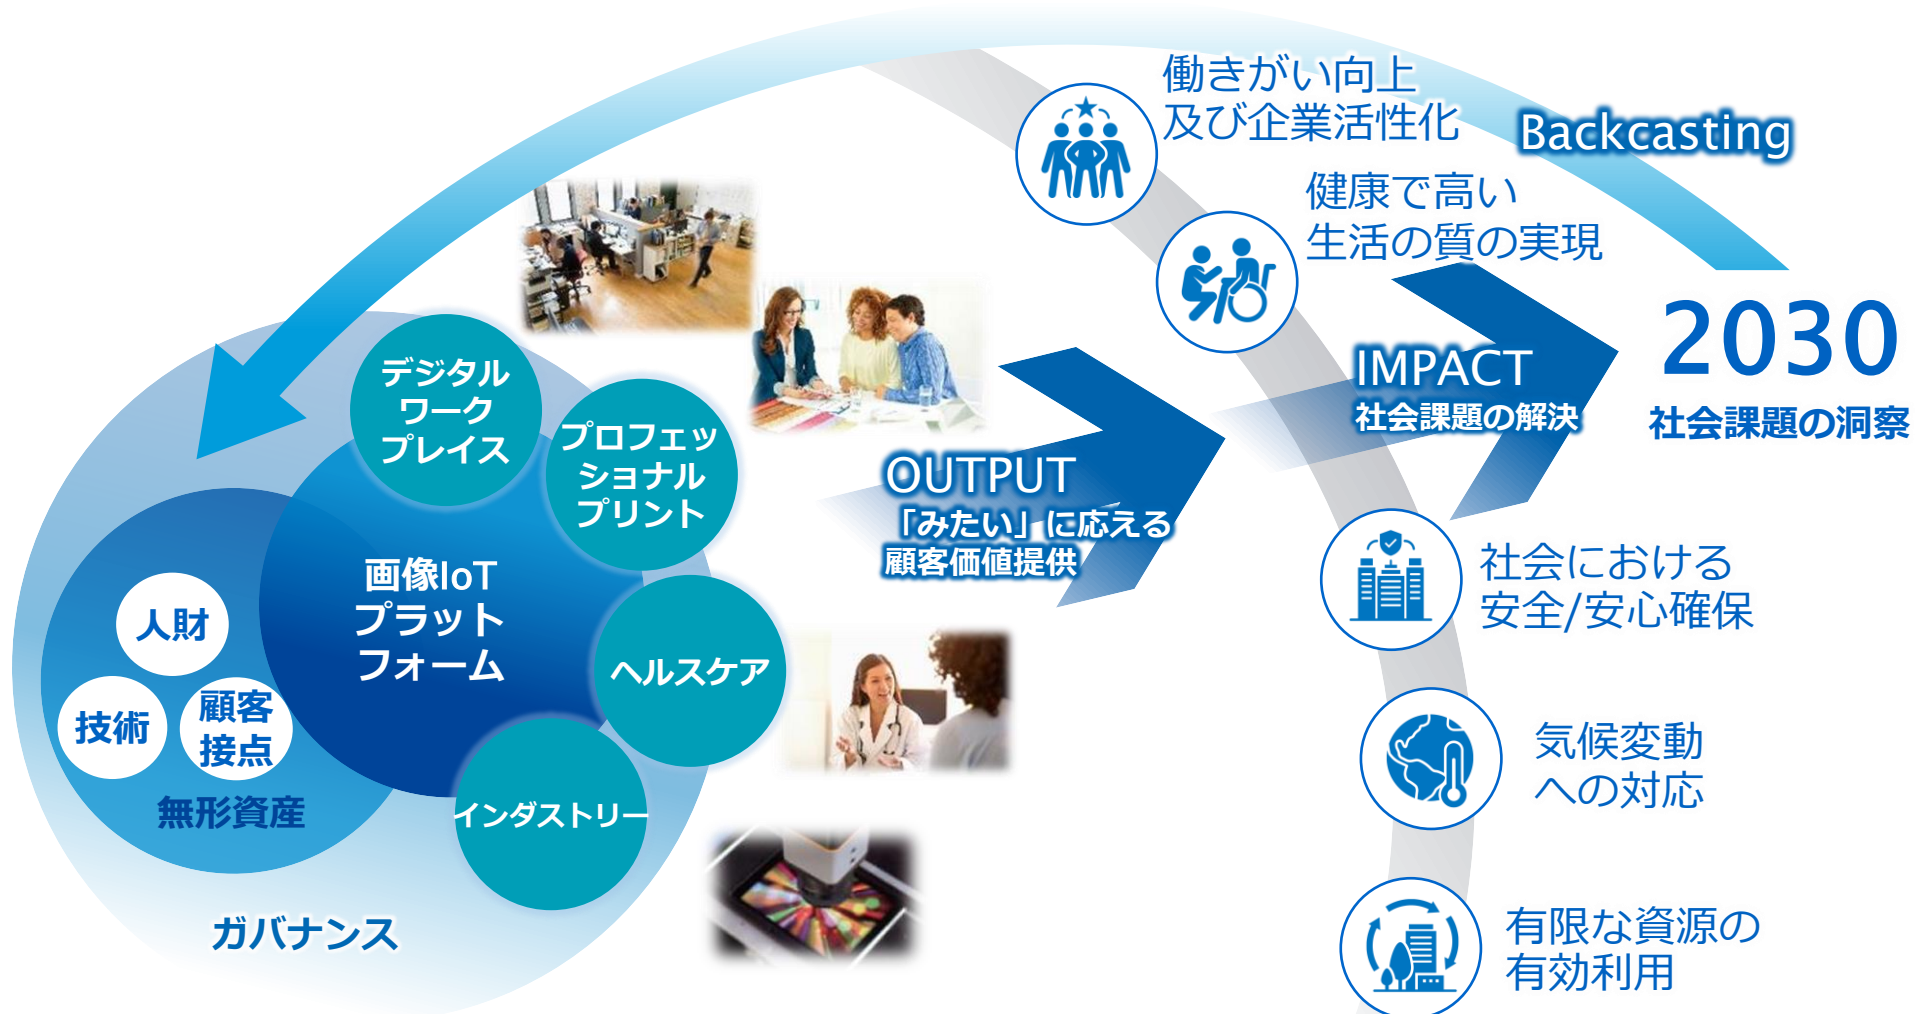 働きがい向上
及び企業活性化
Backcasting
健康で高い
生活の質の実現
2030
社会課題の洞察
IMPACT
社会課題の解決
デジタル
ワーク
プレイス
プロフェッ
ショナル
プリント
OUTPUT
「みたい」に応える
顧客価値提供
画像IoT
プラット
フォーム
人財
技術
顧客
接点
無形資産
ヘルスケア
インダストリー
ガバナンス
社会における
安全/安心確保
気候変動
への対応
有限な資源の
有効利用